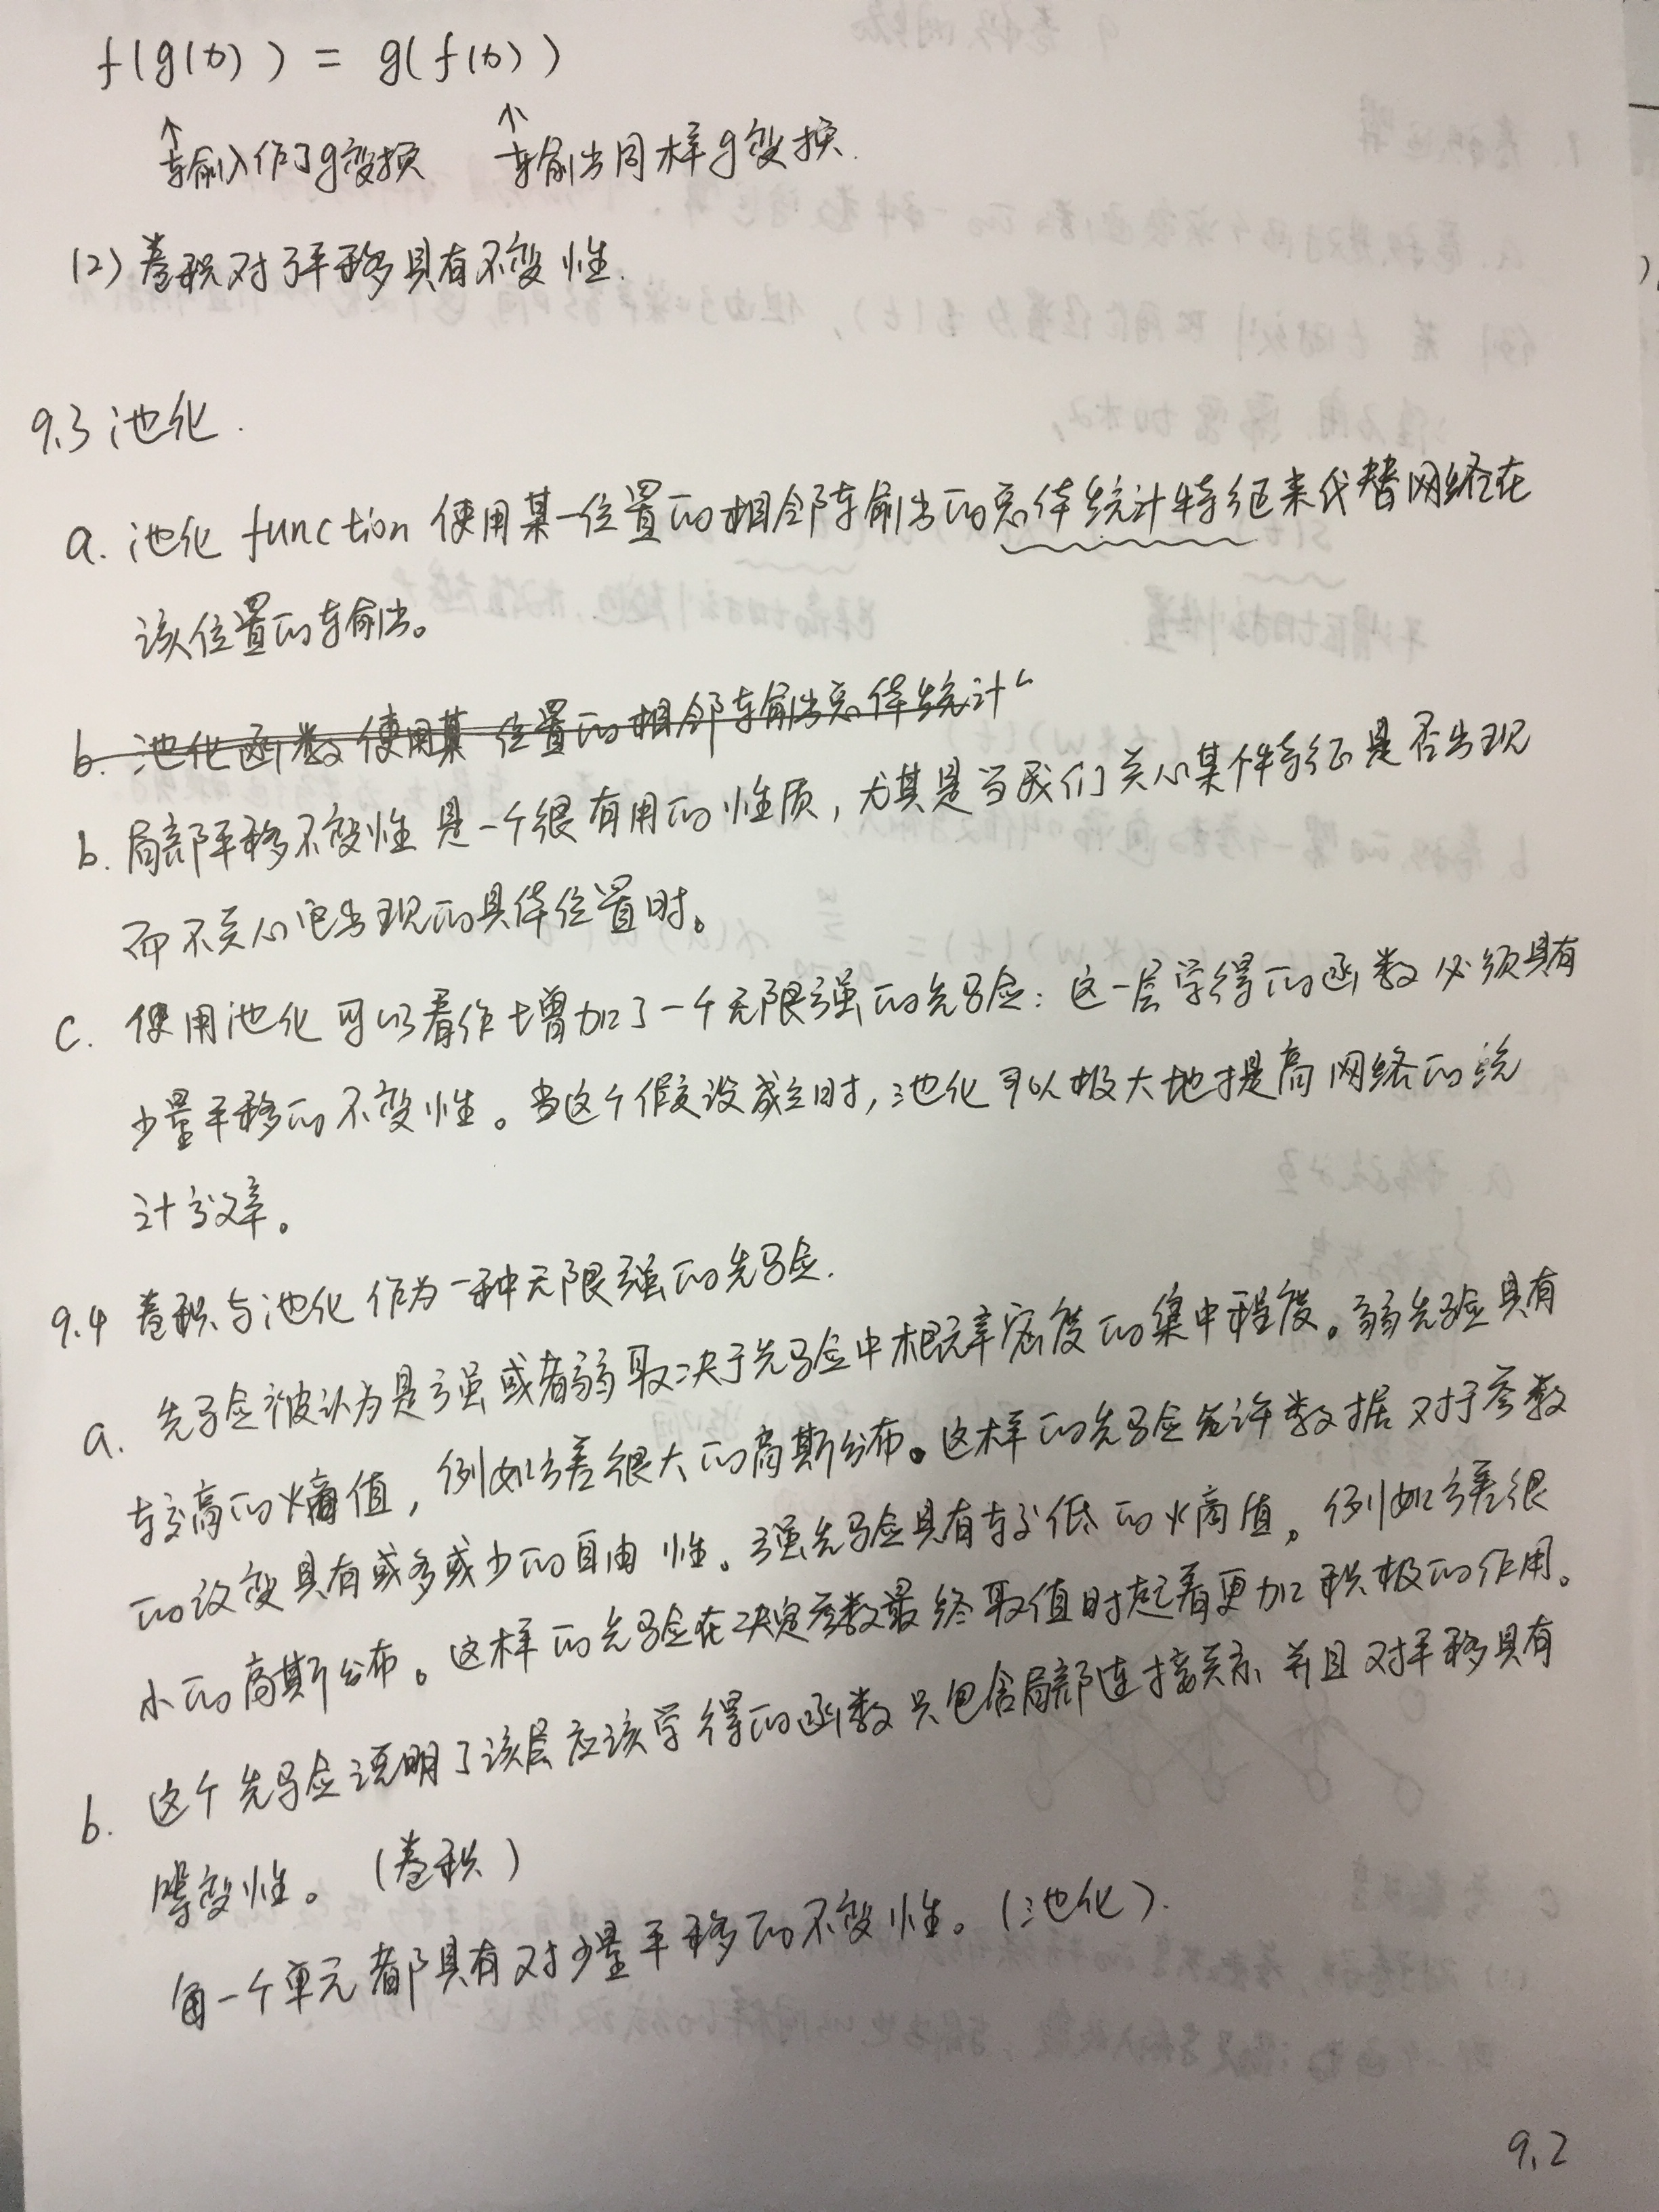 f(g(x)) = g(f(x))
↑ ↑
输入作了g变换 输出同样g变换.
(2) 卷积对于平移具有不变性.
9.3 池化.
a. 池化 function 使用某一位置的相邻输出的总体统计特征来代替网络在
该位置的输出。
b. 池化函数使用某 位置的相邻输出总体统计
b. 局部平移不变性是一个很有用的性质，尤其是当我们关心某件特征是否出现
而不关心它出现的具体位置时。
c. 使用池化可以看作增加了一个无限强的先验：这一层学得的函数必须具有
少量平移的不变性。当这个假设成立时，池化可以极大地提高网络的统
计效率。
9.4 卷积与池化作为一种无限强的先验.
a. 先验被认为是强或者弱取决于先验中概率密度的集中程度。弱先验具有
较高的熵值，例如方差很大的高斯分布。这样的先验允许数据对于参数
的改变具有或多或少的自由性。强先验具有较低的熵值。例如方差很
小的高斯分布。这样的先验在决定参数最终取值时起着更加积极的作用。
b. 这个先验说明了该层应该学得的函数只包含局部连接关系并且对平移具有
等变性。(卷积)
每一个单元都具有对少量平移的不变性。(池化).
9.2